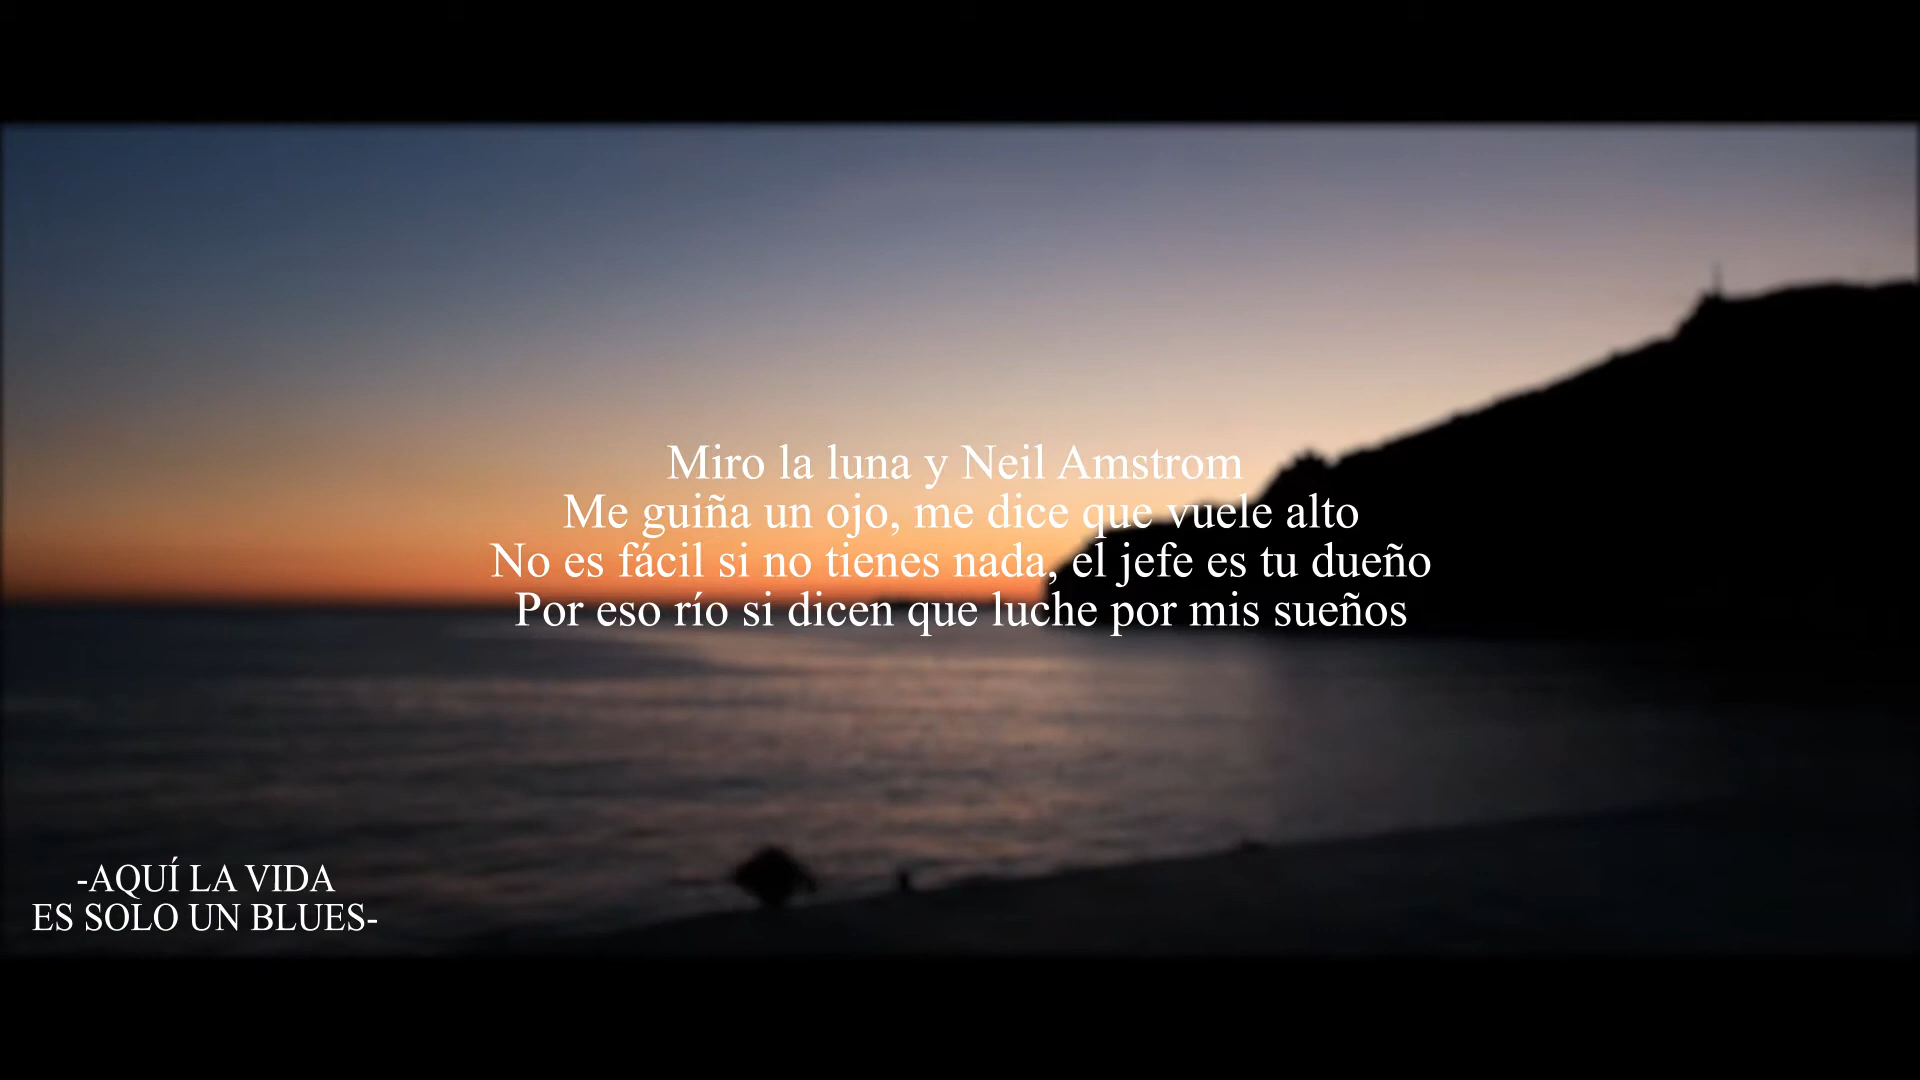 Miro la luna y Neil Amstrom
Me guiña un ojo, me dice que vuele alto
No es fácil si no tienes nada, el jefe es tu dueño
Por eso río si dicen que luche por mis sueños
-AQUÍ LA VIDA
ES SOLO UN BLUES-